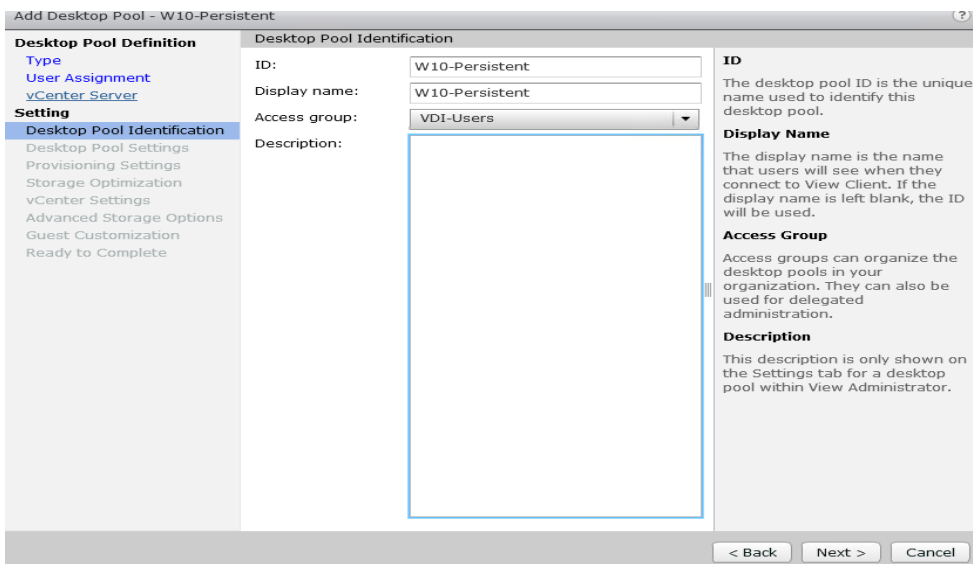 Add Desktop Pool - W10-Persistent
?
Desktop Pool Definition
Type
User Assignment
vCenter Server
Setting
Desktop Pool Identification
Desktop Pool Settings
Provisioning Settings
Storage Optimization
vCenter Settings
Advanced Storage Options
Guest Customization
Ready to Complete
Desktop Pool Identification
ID:
W10-Persistent
Display name:
W10-Persistent
Access group:
VDI-Users
Description:
ID
The desktop pool ID is the unique
name used to identify this
desktop pool.
Display Name
The display name is the name
that users will see when they
connect to View Client. If the
display name is left blank, the ID
will be used.
Access Group
Access groups can organize the
desktop pools in your
organization. They can also be
used for delegated
administration.
Description
This description is only shown on
the Settings tab for a desktop
pool within View Administrator.
< Back
Next >
Cancel